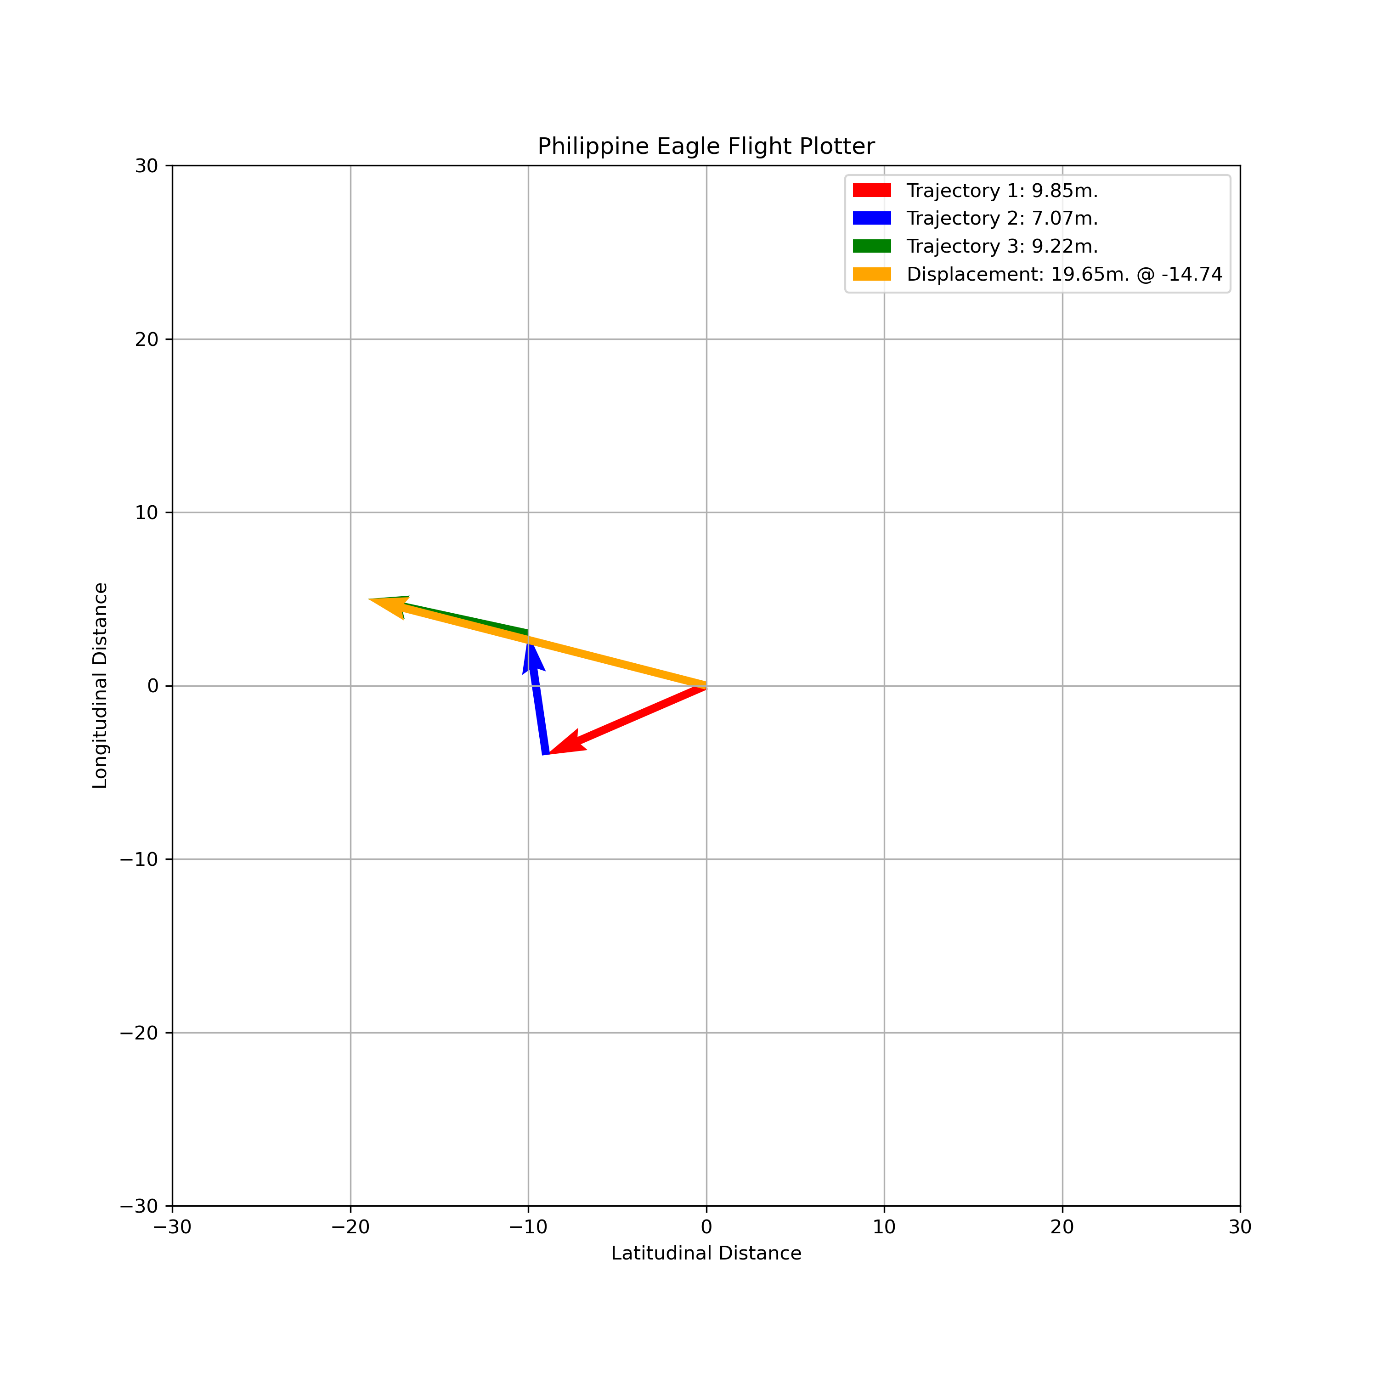 Philippine Eagle Flight Plotter
Trajectory 1: 9.85m.
Trajectory 2: 7.07m.
Trajectory 3: 9.22m.
Displacement: 19.65m. @ -14.74
30
20
10
0
−10
−20
−30
Longitudinal Distance
−30 −20 −10 0 10 20 30
Latitudinal Distance